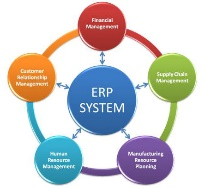 Financial
Management
Customer
Relationship
Management
Supply Chain
Management
ERP
SYSTEM
Human
Resource
Management
Manufacturing
Resource
Planning